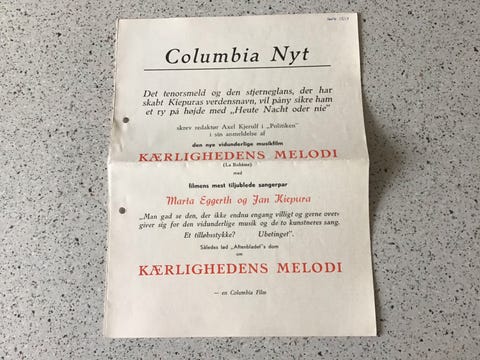 Columbia Nyt
Det tenorsmeld og den stjerneglans, der har
skabt Kiepuras verdensnavn, vil påny sikre ham
et ry på højde med „Heute Nacht oder nie"
skrev redaktør Axel Kjerulf i „Politiken"
i sin anmeldelse af
den nye vidunderlige musikfilm
KÆRLIGHEDENS MELODI
(La Bohème)
med
filmens mest tiljublede sangerpar
Marta Eggerth og Jan Kiepura
„Man gad se den, der ikke endnu engang villigt og gerne over-
giver sig for den vidunderlige musik og de to kunstneres sang.
Et tilløbsstykke? Ubetinget".
Således lød „Aftenbladet"s dom
om
KÆRLIGHEDENS MELODI
— en Columbia Film